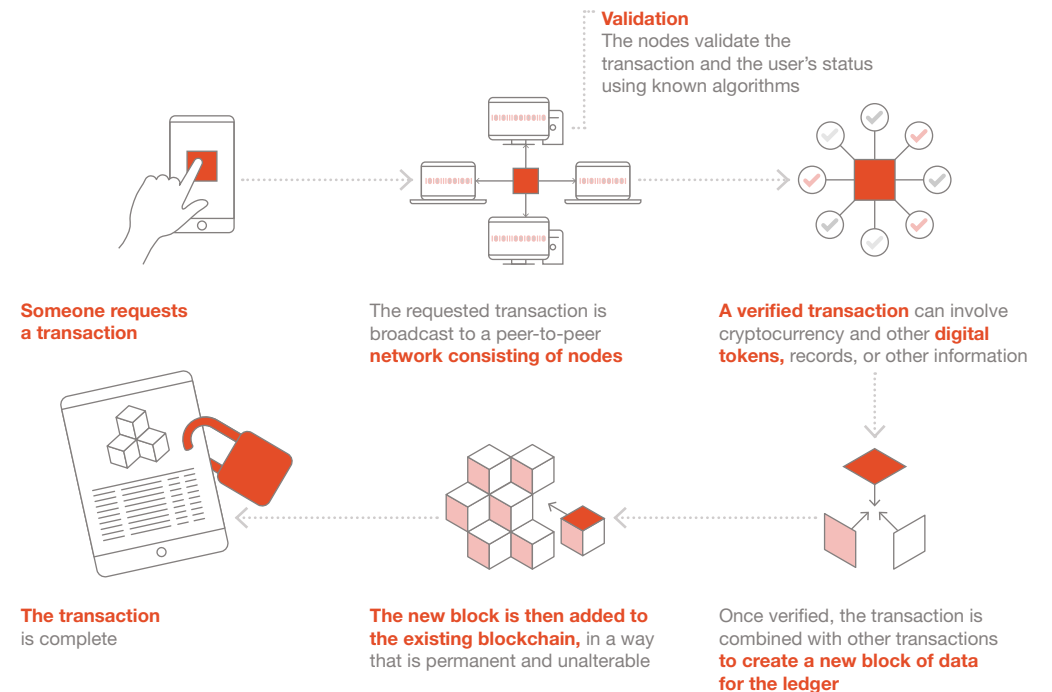 Validation
The nodes validate the
transaction and the user's status
using known algorithms
Someone requests
a transaction
The requested transaction is
broadcast to a peer-to-peer
network consisting of nodes
A verified transaction can involve
cryptocurrency and other digital
tokens, records, or other information
The transaction
is complete
The new block is then added to
the existing blockchain, in a way
that is permanent and unalterable
Once verified, the transaction is
combined with other transactions
to create a new block of data
for the ledger